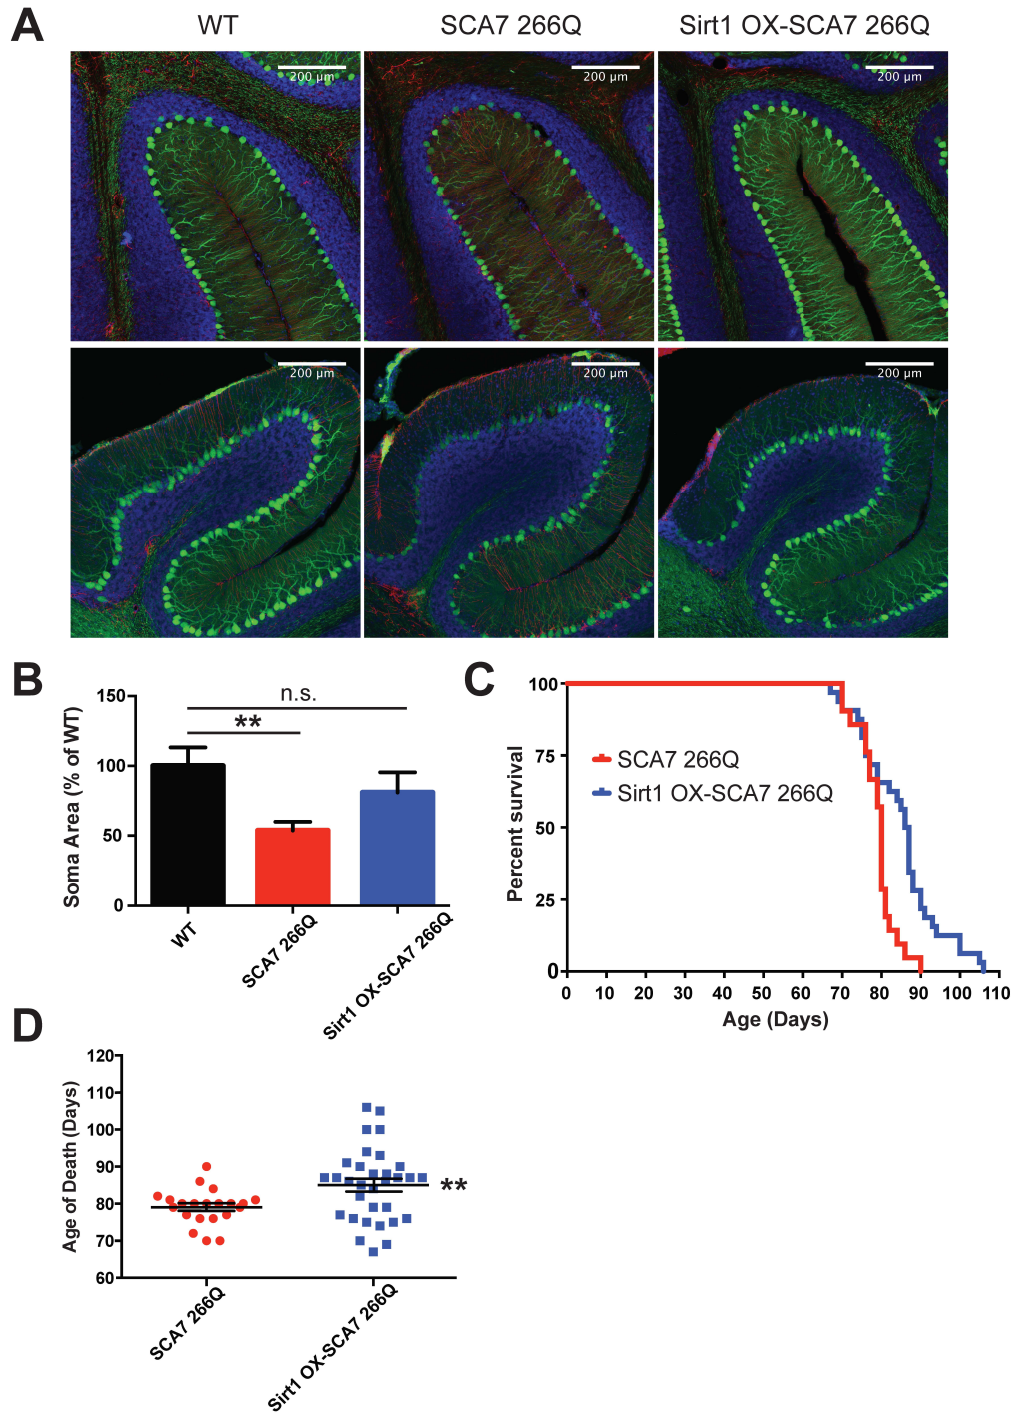 A
WT
SCA7 266Q
Sirt1 OX-SCA7 266Q
200 µm
200 µm
200 µm
200 µm
200 µm
200 µm
B
Soma Area (% of WT)
150
100
50
0
n.s.
**
WT
SCA7 266Q
Sirt1 OX-SCA7 266Q
C
Percent survival
100
75
50
25
0
SCA7 266Q
Sirt1 OX-SCA7 266Q
0 10 20 30 40 50 60 70 80 90 100 110
Age (Days)
D
Age of Death (Days)
120
110
100
90
80
70
60
**
SCA7 266Q
Sirt1 OX-SCA7 266Q